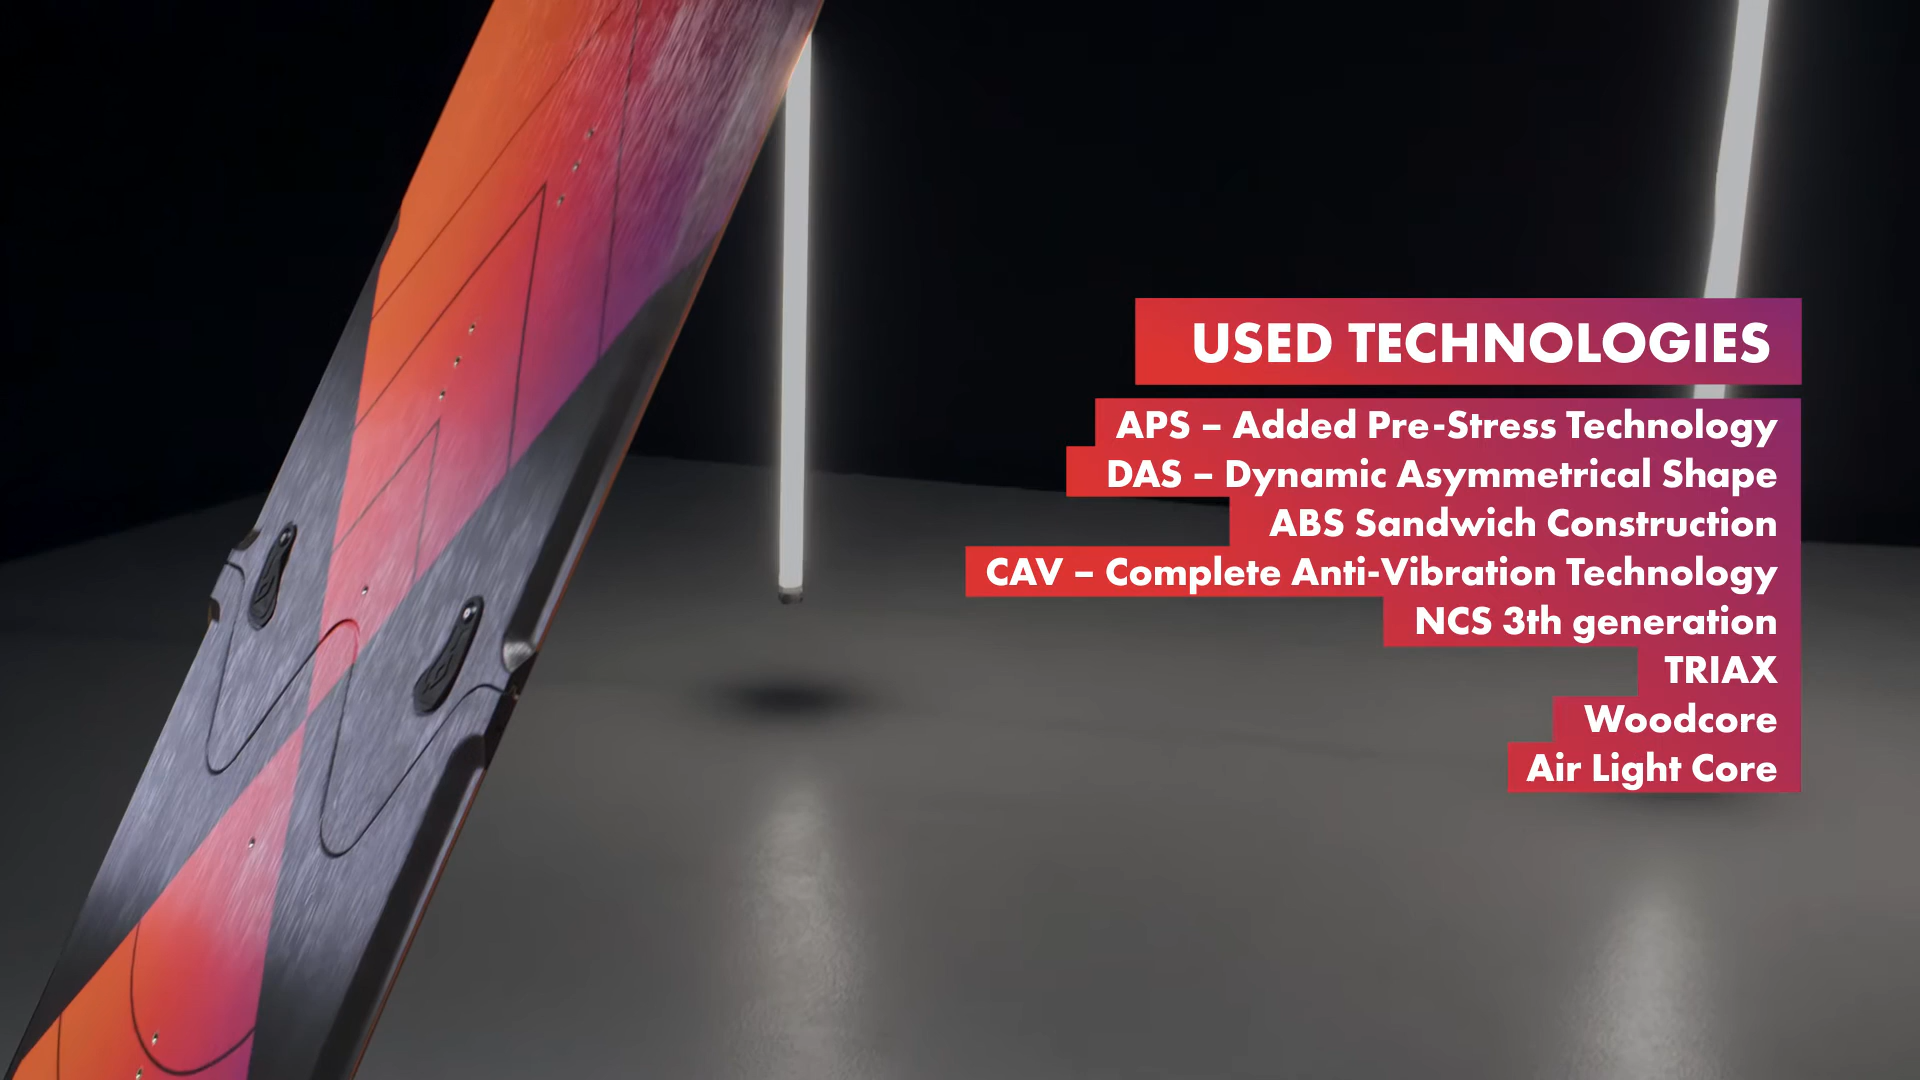 USED TECHNOLOGIES
APS – Added Pre-Stress Technology
DAS – Dynamic Asymmetrical Shape
ABS Sandwich Construction
CAV – Complete Anti-Vibration Technology
NCS 3th generation
TRIAX
Woodcore
Air Light Core